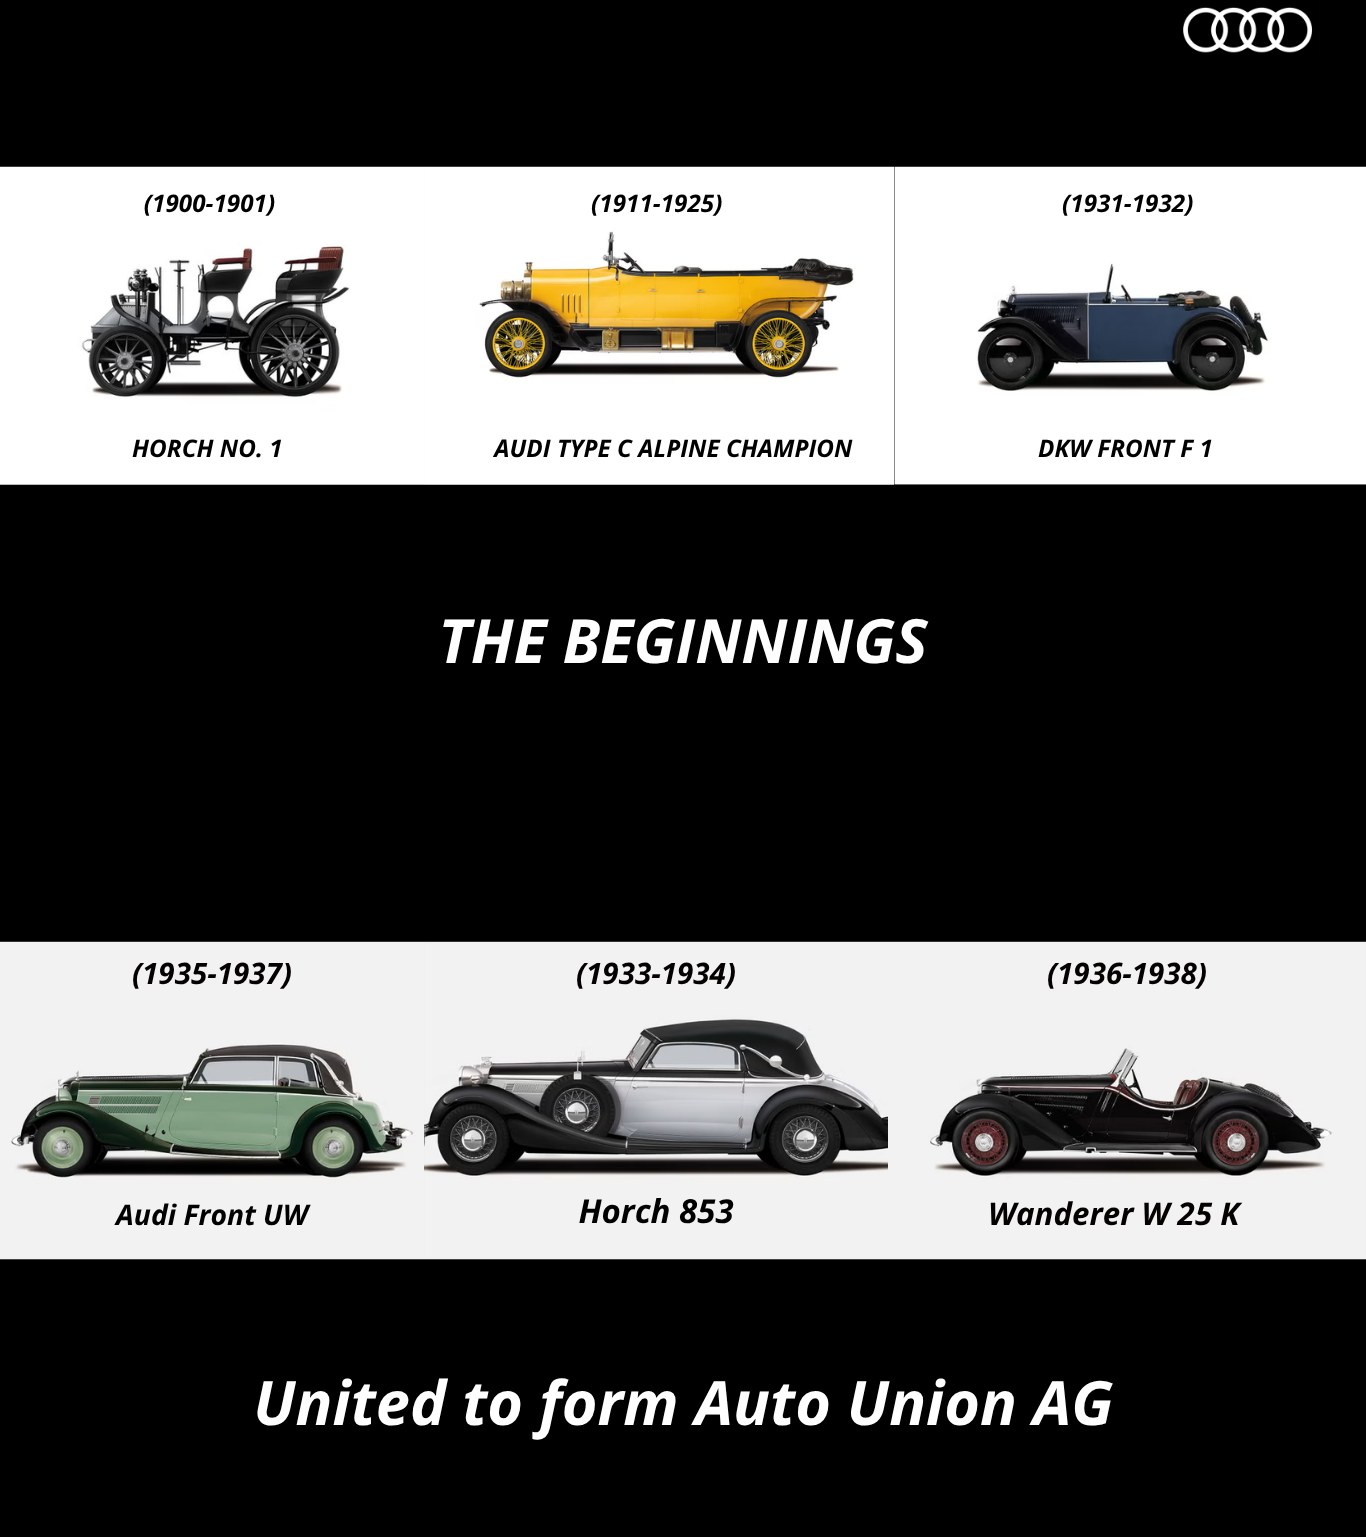 (1900-1901)
(1911-1925)
(1931-1932)
HORCH NO. 1
AUDI TYPE C ALPINE CHAMPION
DKW FRONT F 1
THE BEGINNINGS
(1935-1937)
(1933-1934)
(1936-1938)
Audi Front UW
Horch 853
Wanderer W 25 K
United to form Auto Union AG